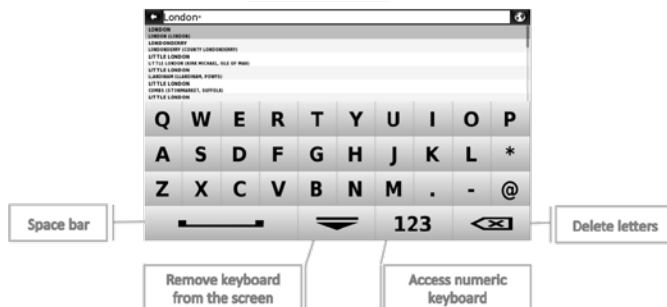 London
LONDON
LONDON (LONDON)
LONDONDERRY
LONDONDERRY (COUNTY LONDONDERRY)
LITTLE LONDON
LITTLE LONDON (KIRK MICHAEL, ISLE OF MAN)
LITTLE LONDON
(LLANDINAM, POWYS)
LITTLE LONDON
COMBS (STOWMARKET, SUFFOLK)
LITTLE LONDON
Q W E R T Y U I O P
A S D F G H J K L *
Z X C V B N M . - @
123
Space bar
Delete letters
Remove keyboard
from the screen
Access numeric
keyboard